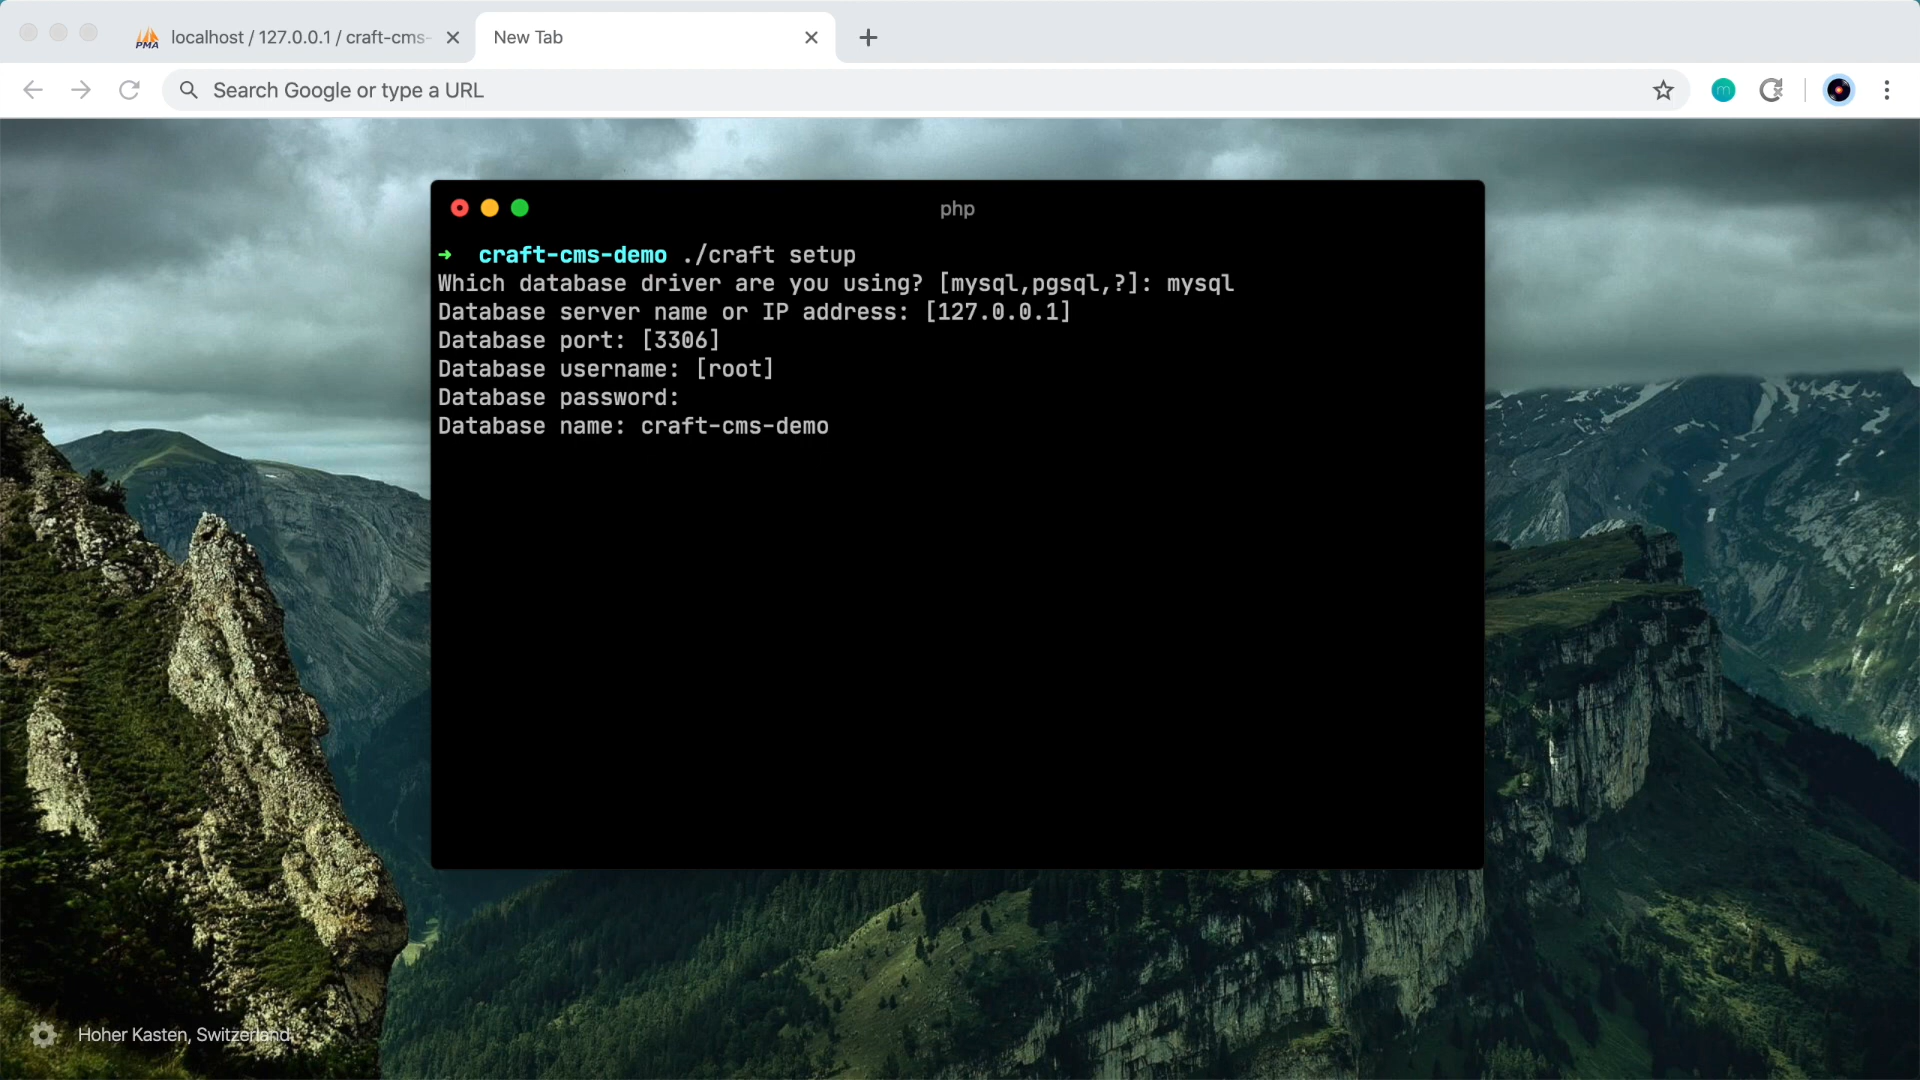 PMA localhost / 127.0.0.1 / craft-cms-
New Tab
Search Google or type a URL
php
➜ craft-cms-demo ./craft setup
Which database driver are you using? [mysql,pgsql,?]: mysql
Database server name or IP address: [127.0.0.1]
Database port: [3306]
Database username: [root]
Database password:
Database name: craft-cms-demo
Hoher Kasten, Switzerland